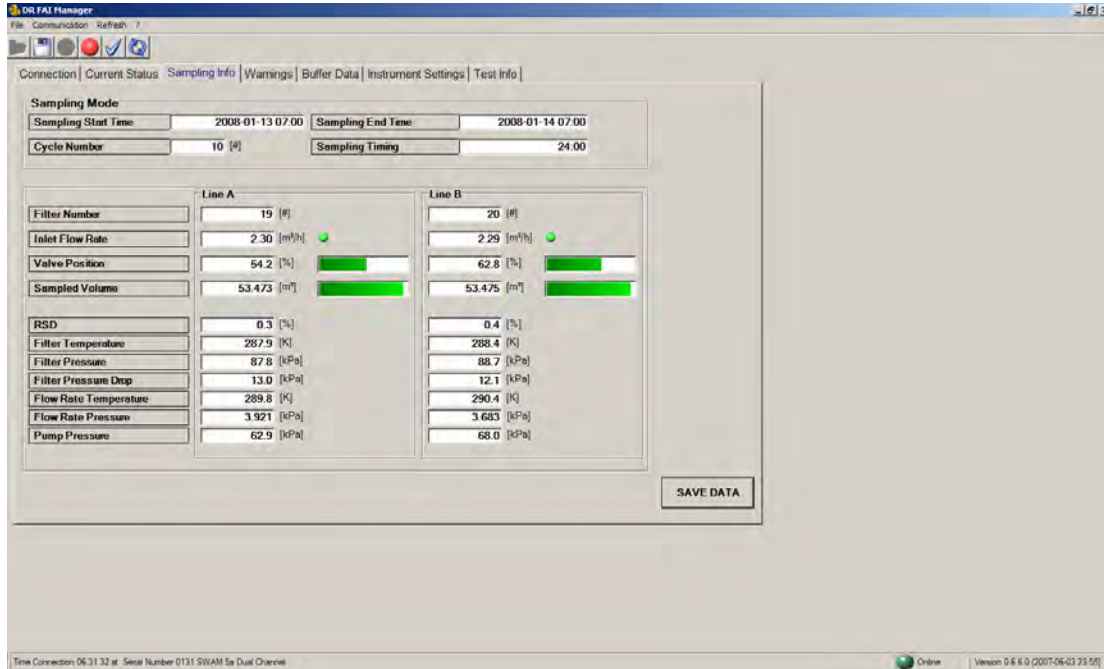 DR FAI Manager
File Communication Refresh ?
Connection Current Status Sampling Info Warnings Buffer Data Instrument Settings Test Info
Sampling Mode
Sampling Start Time 2008-01-13 07:00 Sampling End Time 2008-01-14 07:00
Cycle Number 10 [#] Sampling Timing 24:00
Line A Line B
Filter Number 19 [#] 20 [#]
Inlet Flow Rate 2.30 [m³/h] 2.29 [m³/h]
Valve Position 54.2 [%] 62.8 [%]
Sampled Volume 53.473 [m³] 53.475 [m³]
RSD 0.3 [%] 0.4 [%]
Filter Temperature 287.9 [K] 288.4 [K]
Filter Pressure 87.8 [kPa] 88.7 [kPa]
Filter Pressure Drop 13.0 [kPa] 12.1 [kPa]
Flow Rate Temperature 289.8 [K] 290.4 [K]
Flow Rate Pressure 3.921 [kPa] 3.683 [kPa]
Pump Pressure 62.9 [kPa] 68.0 [kPa]
SAVE DATA
Time Connection 06.31.32 at Serial Number 0131 SWAM 5a Dual Channel Online Version 0.6.6.0 (2007-06-03 23:55)